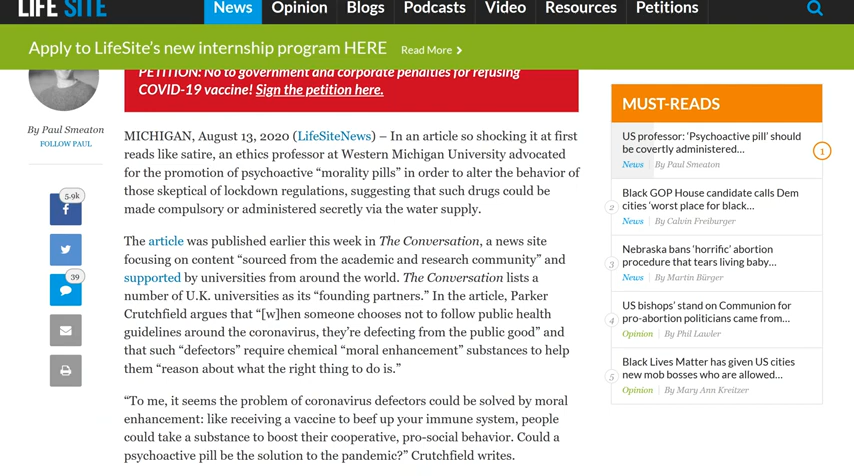 LIFE SITE
News Opinion Blogs Podcasts Video Resources Petitions
Apply to LifeSite's new internship program HERE Read More >
PETITION: No to government and corporate penalties for refusing
COVID-19 vaccine! Sign the petition here.
By Paul Smeaton
FOLLOW PAUL
5.9k
39
MICHIGAN, August 13, 2020 (LifeSiteNews) – In an article so shocking it at first
reads like satire, an ethics professor at Western Michigan University advocated
for the promotion of psychoactive “morality pills” in order to alter the behavior of
those skeptical of lockdown regulations, suggesting that such drugs could be
made compulsory or administered secretly via the water supply.
The article was published earlier this week in The Conversation, a news site
focusing on content “sourced from the academic and research community” and
supported by universities from around the world. The Conversation lists a
number of U.K. universities as its “founding partners.” In the article, Parker
Crutchfield argues that “[w]hen someone chooses not to follow public health
guidelines around the coronavirus, they’re defecting from the public good” and
that such “defectors” require chemical “moral enhancement” substances to help
them “reason about what the right thing to do is.”
“To me, it seems the problem of coronavirus defectors could be solved by moral
enhancement: like receiving a vaccine to beef up your immune system, people
could take a substance to boost their cooperative, pro-social behavior. Could a
psychoactive pill be the solution to the pandemic?” Crutchfield writes.
MUST-READS
US professor: ‘Psychoactive pill’ should
be covertly administered...
News By Paul Smeaton
1
Black GOP House candidate calls Dem
cities ‘worst place for black...
News By Calvin Freiburger
2
Nebraska bans ‘horrific’ abortion
procedure that tears living baby...
News By Martin Bürger
3
US bishops’ stand on Communion for
pro-abortion politicians came from...
Opinion By Phil Lawler
4
Black Lives Matter has given US cities
new mob bosses who are allowed...
Opinion By Mary Ann Kreitzer
5